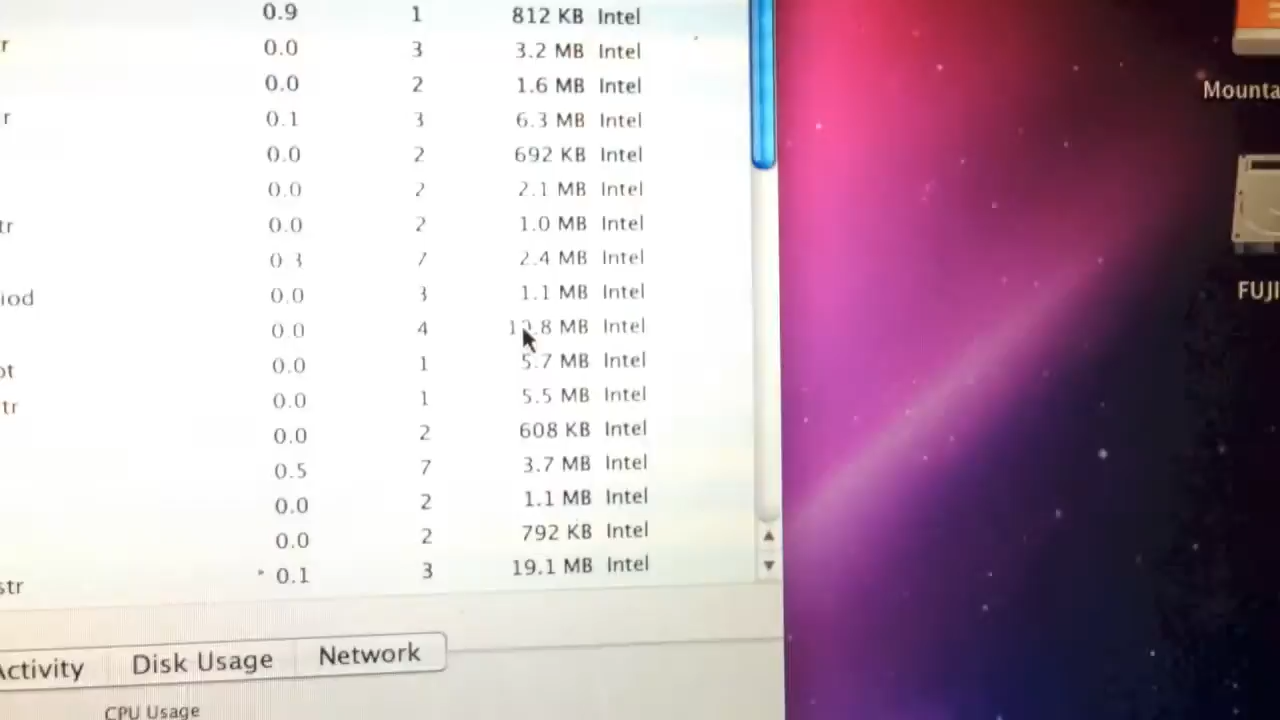 0.9 1 812 KB Intel
r 0.0 3 3.2 MB Intel
0.0 2 1.6 MB Intel
r 0.1 3 6.3 MB Intel
0.0 2 692 KB Intel
0.0 2 2.1 MB Intel
tr 0.0 2 1.0 MB Intel
0.3 7 2.4 MB Intel
iod 0.0 3 1.1 MB Intel
0.0 4 MB Intel
ot 0.0 1 5.7 MB Intel
tr 0.0 1 5.5 MB Intel
0.0 2 608 KB Intel
0.5 7 3.7 MB Intel
0.0 2 1.1 MB Intel
0.0 2 792 KB Intel
str 0.1 3 19.1 MB Intel
Activity Disk Usage Network
CPU Usage
Mounta
FUJI